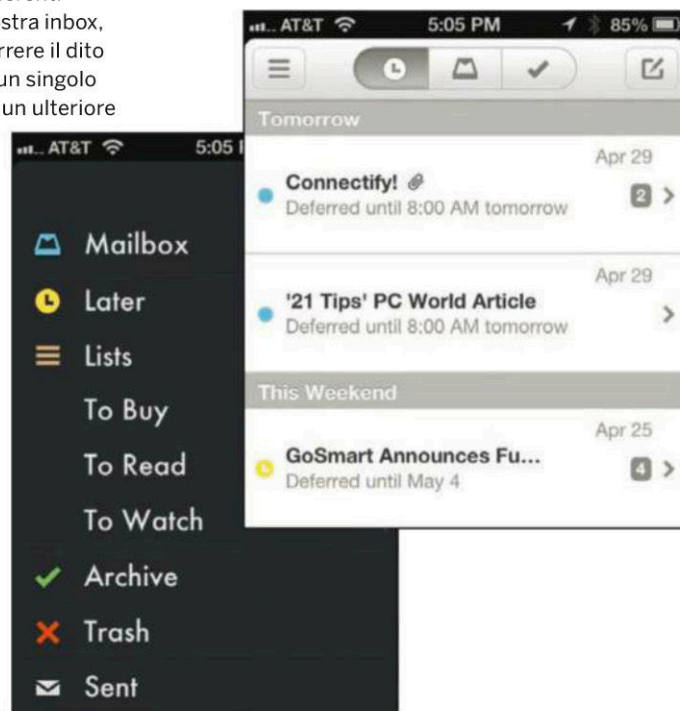 stra inbox,
rrere il dito
un singolo
un ulteriore
AT&T 5:05 PM 85%
Tomorrow
Apr 29
Connectify! 2
Deferred until 8:00 AM tomorrow
Apr 29
'21 Tips' PC World Article
Deferred until 8:00 AM tomorrow
This Weekend
Apr 25
GoSmart Announces Fu... 4
Deferred until May 4
AT&T 5:05
Mailbox
Later
Lists
To Buy
To Read
To Watch
Archive
Trash
Sent